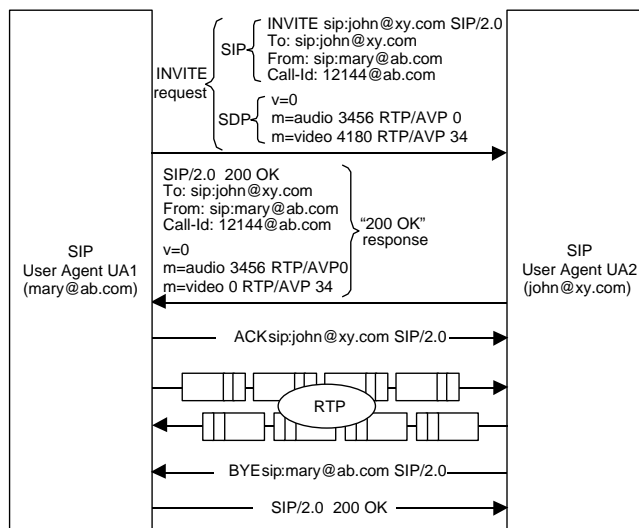 INVITE sip:john@xy.com SIP/2.0
To: sip:john@xy.com
From: sip:mary@ab.com
Call-Id: 12144@ab.com
SIP
INVITE
request
SDP
v=0
m=audio 3456 RTP/AVP 0
m=video 4180 RTP/AVP 34
SIP/2.0 200 OK
To: sip:john@xy.com
From: sip:mary@ab.com
Call-Id: 12144@ab.com
v=0
m=audio 3456 RTP/AVP0
m=video 0 RTP/AVP 34
“200 OK”
response
SIP
User Agent UA1
(mary@ab.com)
SIP
User Agent UA2
(john@xy.com)
ACKsip:john@xy.com SIP/2.0
RTP
BYEsip:mary@ab.com SIP/2.0
SIP/2.0 200 OK